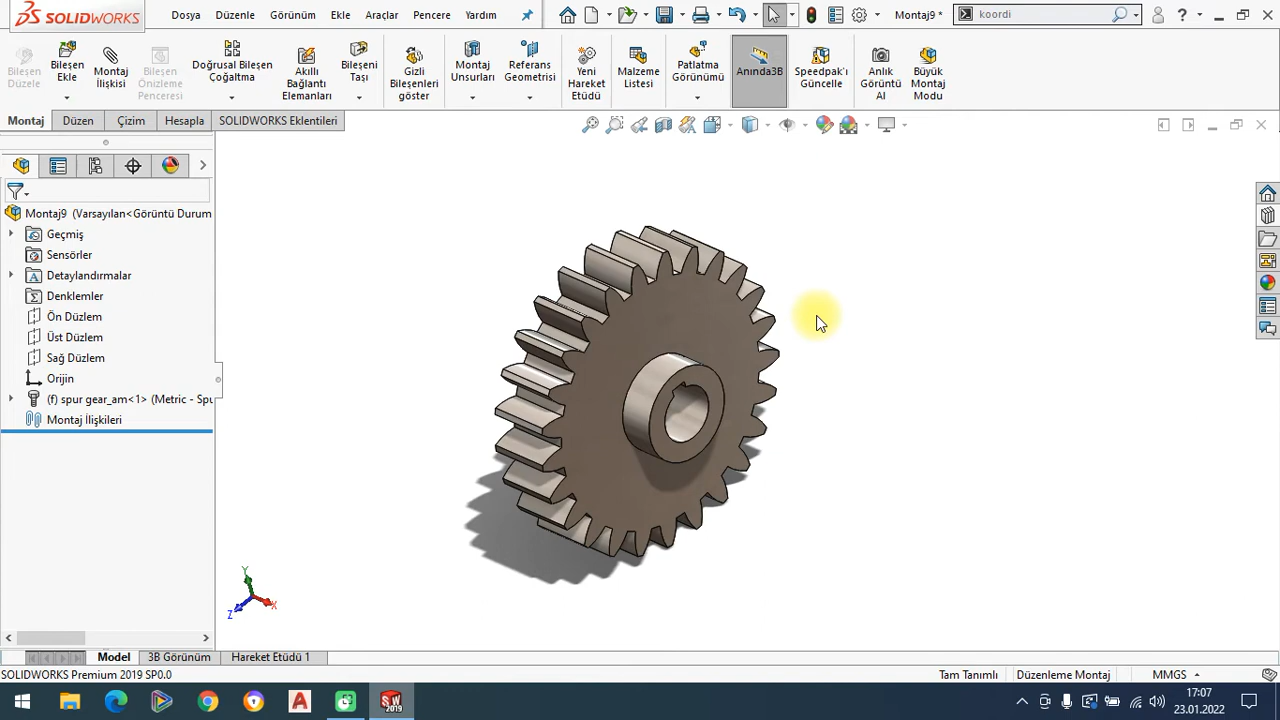 SOLIDWORKS
Dosya Düzenle Görünüm Ekle Araçlar Pencere Yardım
Montaj9 *
koordi
Bileşen Düzele
Bileşen Ekle
Montaj İlişkisi
Bileşen Önizleme Penceresi
Doğrusal Bileşen Çoğaltma
Akıllı Bağlantı Elemanları
Bileşeni Taşı
Gizli Bileşenleri göster
Montaj Unsurları
Referans Geometrisi
Yeni Hareket Etüdü
Malzeme Listesi
Patlatma Görünümü
Anında3B
Speedpak'ı Güncelle
Anlık Görüntü Al
Büyük Montaj Modu
Montaj Düzen Çizim Hesapla SOLIDWORKS Eklentileri
Montaj9 (Varsayılan<Görüntü Durum
Geçmiş
Sensörler
Detaylandırmalar
Denklemler
Ön Düzlem
Üst Düzlem
Sağ Düzlem
Orijin
(f) spur gear_am<1> (Metric - Spu
Montaj İlişkileri
Y
Z
X
Model 3B Görünüm Hareket Etüdü 1
SOLIDWORKS Premium 2019 SP0.0
Tam Tanımlı Düzenleme Montaj MMGS
A
SW
2019
17:07
23.01.2022